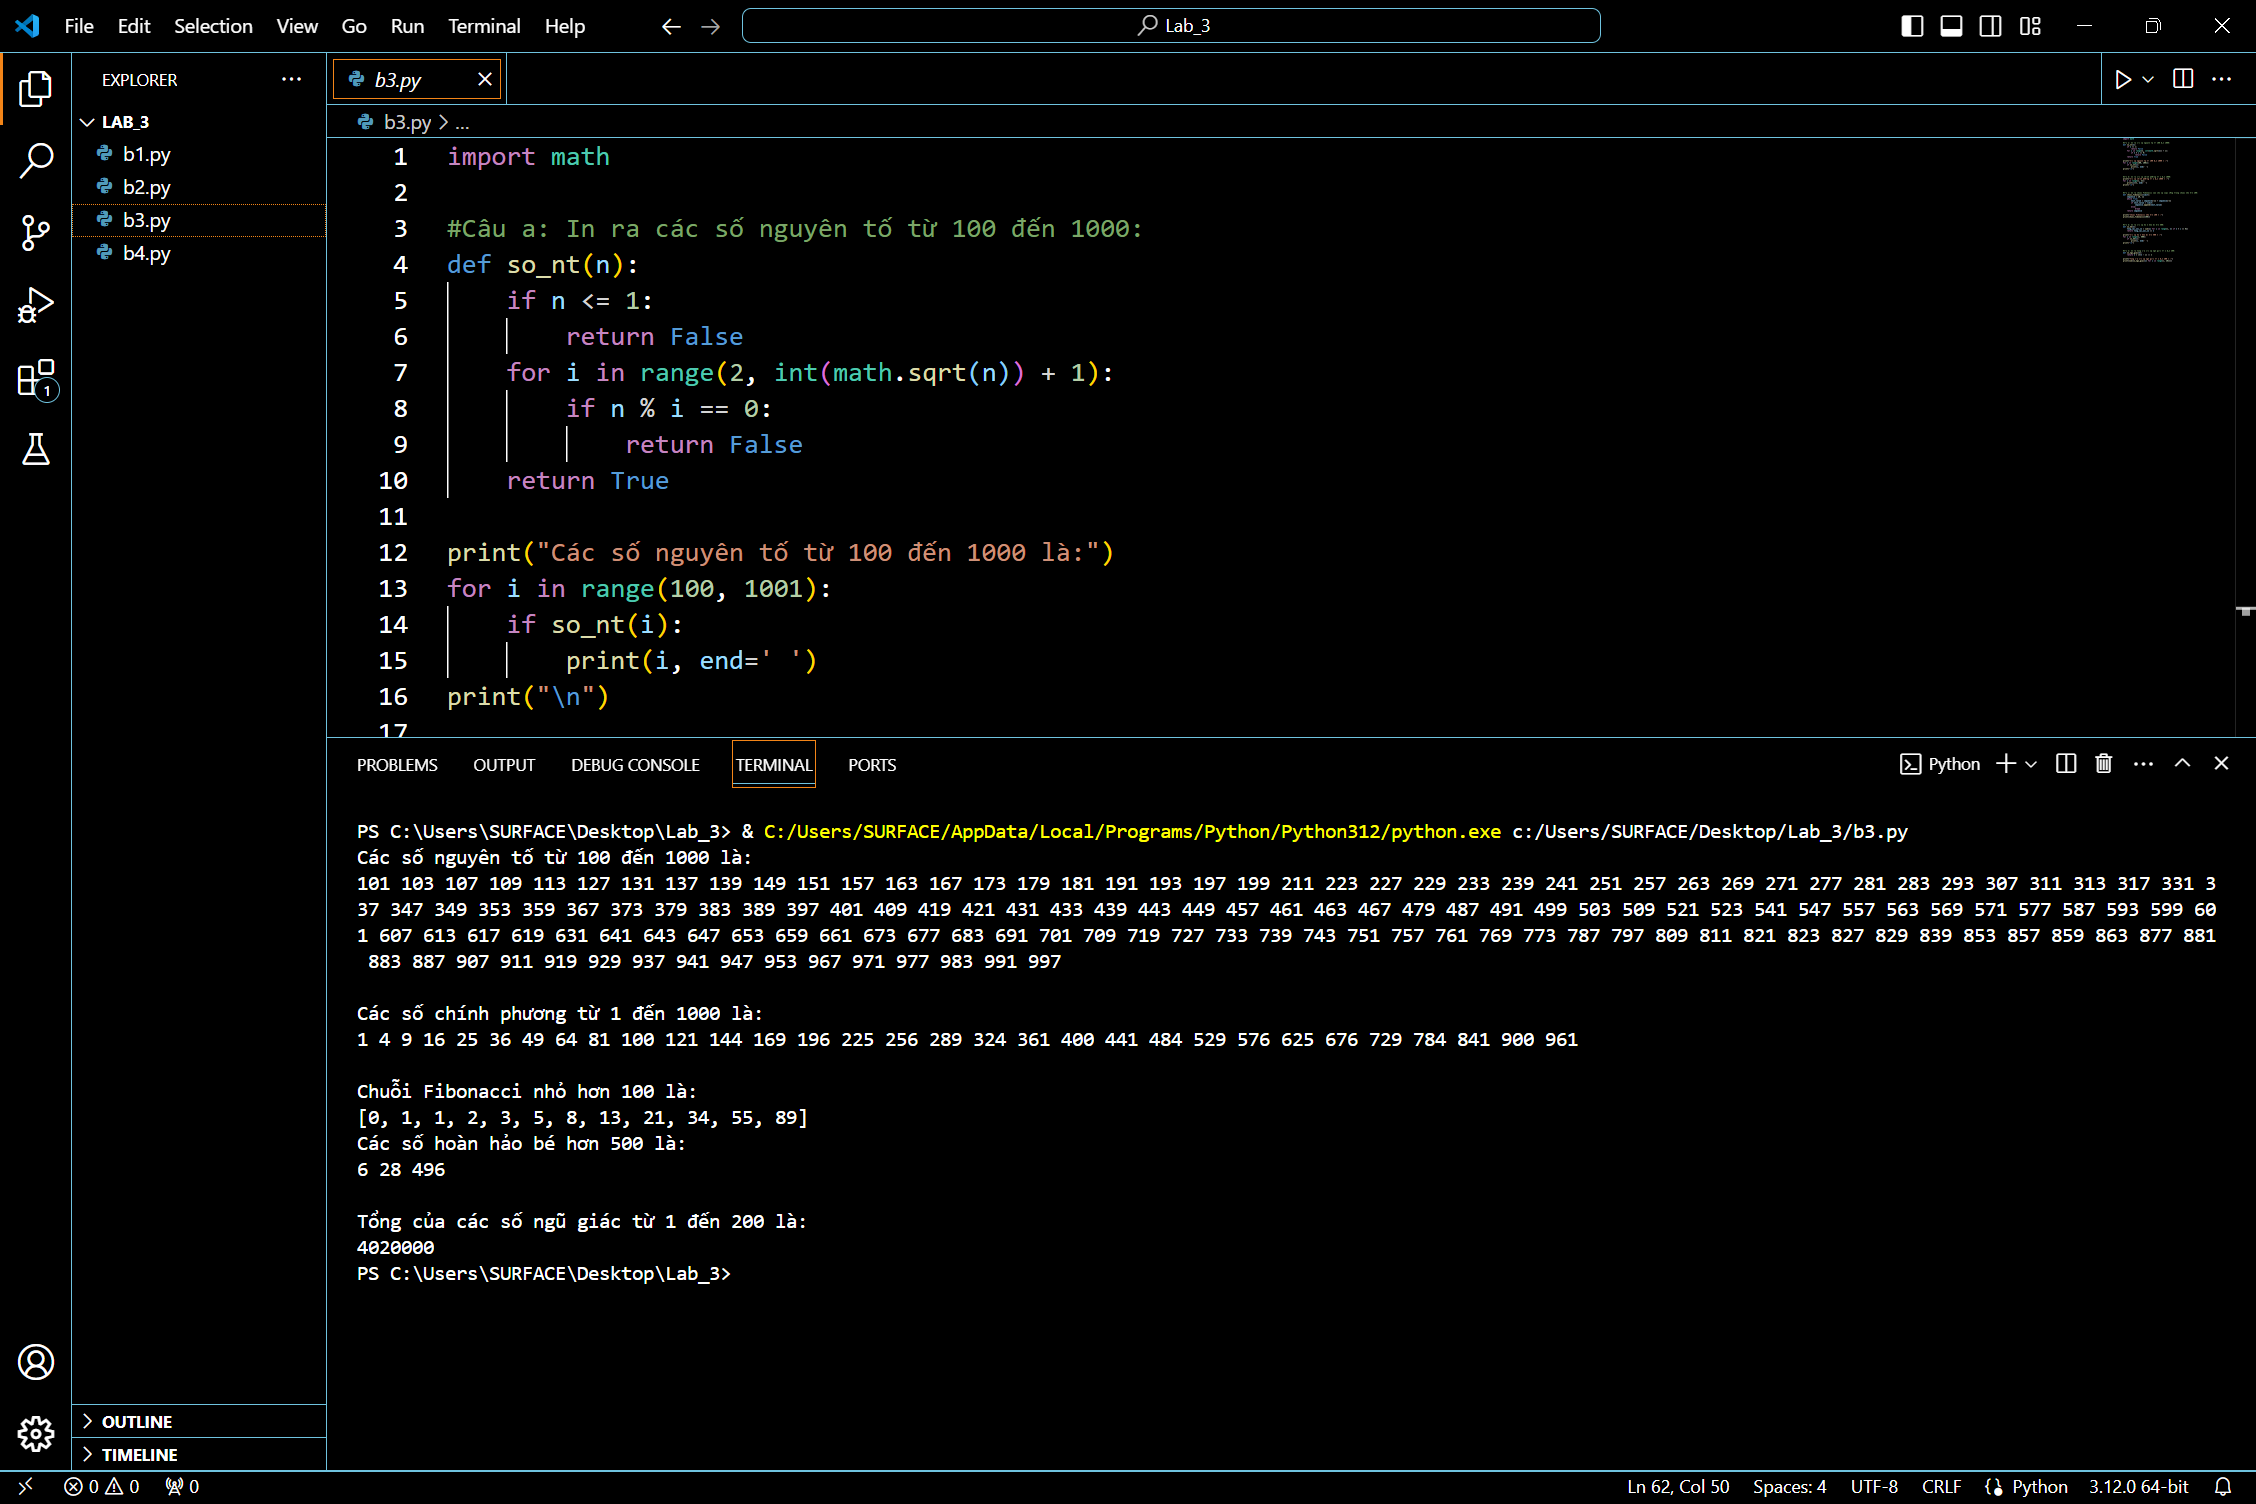 File Edit Selection View Go Run Terminal Help
Lab_3
EXPLORER
LAB_3
b1.py
b2.py
b3.py
b4.py
OUTLINE
TIMELINE
1
b3.py
b3.py > ...
1 import math
2
3 #Câu a: In ra các số nguyên tố từ 100 đến 1000:
4 def so_nt(n):
5     if n <= 1:
6         return False
7     for i in range(2, int(math.sqrt(n)) + 1):
8         if n % i == 0:
9             return False
10     return True
11
12 print("Các số nguyên tố từ 100 đến 1000 là:")
13 for i in range(100, 1001):
14     if so_nt(i):
15         print(i, end=' ')
16 print("\n")
17
PROBLEMS OUTPUT DEBUG CONSOLE TERMINAL PORTS
Python
PS C:\Users\SURFACE\Desktop\Lab_3> & C:/Users/SURFACE/AppData/Local/Programs/Python/Python312/python.exe c:/Users/SURFACE/Desktop/Lab_3/b3.py
Các số nguyên tố từ 100 đến 1000 là:
101 103 107 109 113 127 131 137 139 149 151 157 163 167 173 179 181 191 193 197 199 211 223 227 229 233 239 241 251 257 263 269 271 277 281 283 293 307 311 313 317 331 3
37 347 349 353 359 367 373 379 383 389 397 401 409 419 421 431 433 439 443 449 457 461 463 467 479 487 491 499 503 509 521 523 541 547 557 563 569 571 577 587 593 599 60
1 607 613 617 619 631 641 643 647 653 659 661 673 677 683 691 701 709 719 727 733 739 743 751 757 761 769 773 787 797 809 811 821 823 827 829 839 853 857 859 863 877 881
883 887 907 911 919 929 937 941 947 953 967 971 977 983 991 997
Các số chính phương từ 1 đến 1000 là:
1 4 9 16 25 36 49 64 81 100 121 144 169 196 225 256 289 324 361 400 441 484 529 576 625 676 729 784 841 900 961
Chuỗi Fibonacci nhỏ hơn 100 là:
[0, 1, 1, 2, 3, 5, 8, 13, 21, 34, 55, 89]
Các số hoàn hảo bé hơn 500 là:
6 28 496
Tổng của các số ngũ giác từ 1 đến 200 là:
4020000
PS C:\Users\SURFACE\Desktop\Lab_3>
0 0 0 Ln 62, Col 50 Spaces: 4 UTF-8 CRLF Python 3.12.0 64-bit